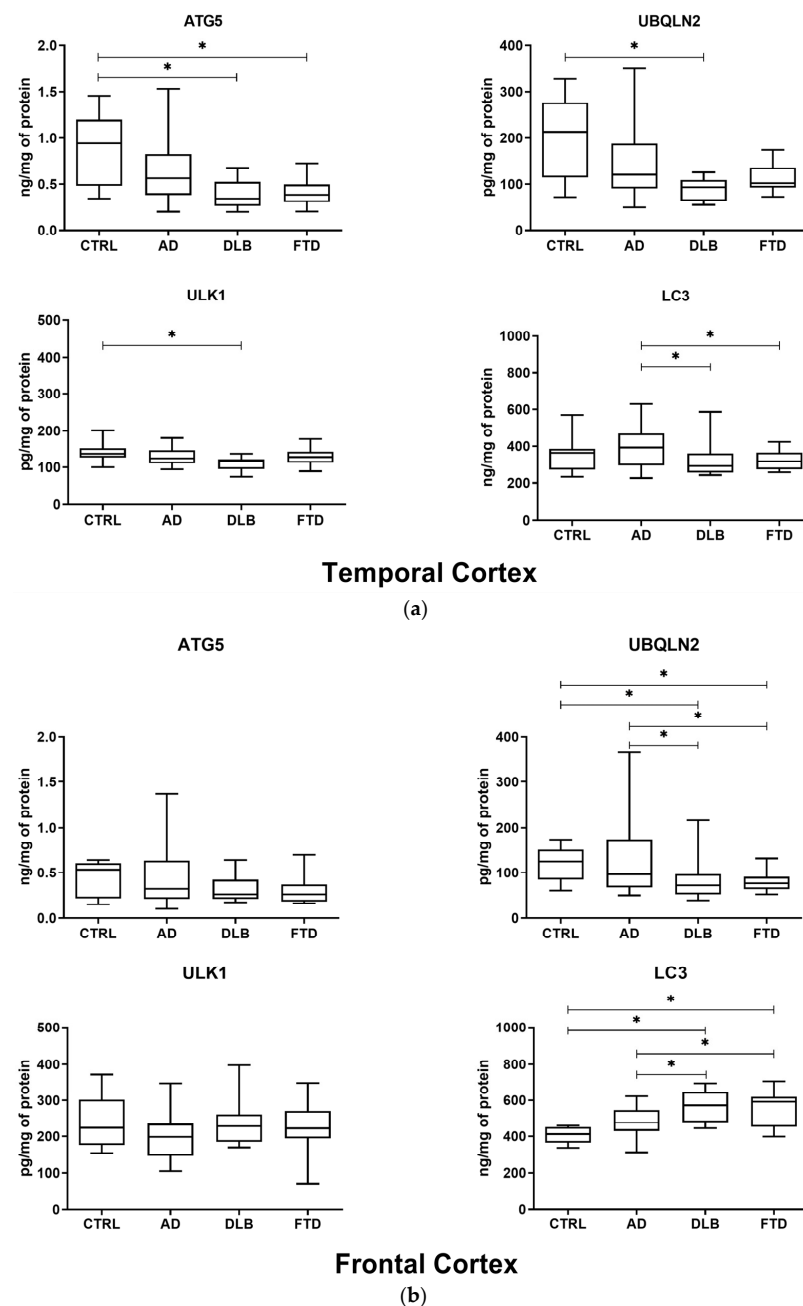 ATG5
ng/mg of protein
2.0
1.5
1.0
0.5
0.0
* 
*
CTRL AD DLB FTD
UBQLN2
pg/mg of protein
400
300
200
100
0
*
CTRL AD DLB FTD
ULK1
pg/mg of protein
500
400
300
200
100
0
*
CTRL AD DLB FTD
LC3
ng/mg of protein
1000
800
600
400
200
0
*
*
CTRL AD DLB FTD
Temporal Cortex
(a)
ATG5
ng/mg of protein
2.0
1.5
1.0
0.5
0.0
CTRL AD DLB FTD
UBQLN2
pg/mg of protein
400
300
200
100
0
*
*
*
*
CTRL AD DLB FTD
ULK1
pg/mg of protein
500
400
300
200
100
0
CTRL AD DLB FTD
LC3
ng/mg of protein
1000
800
600
400
200
0
*
*
*
*
CTRL AD DLB FTD
Frontal Cortex
(b)